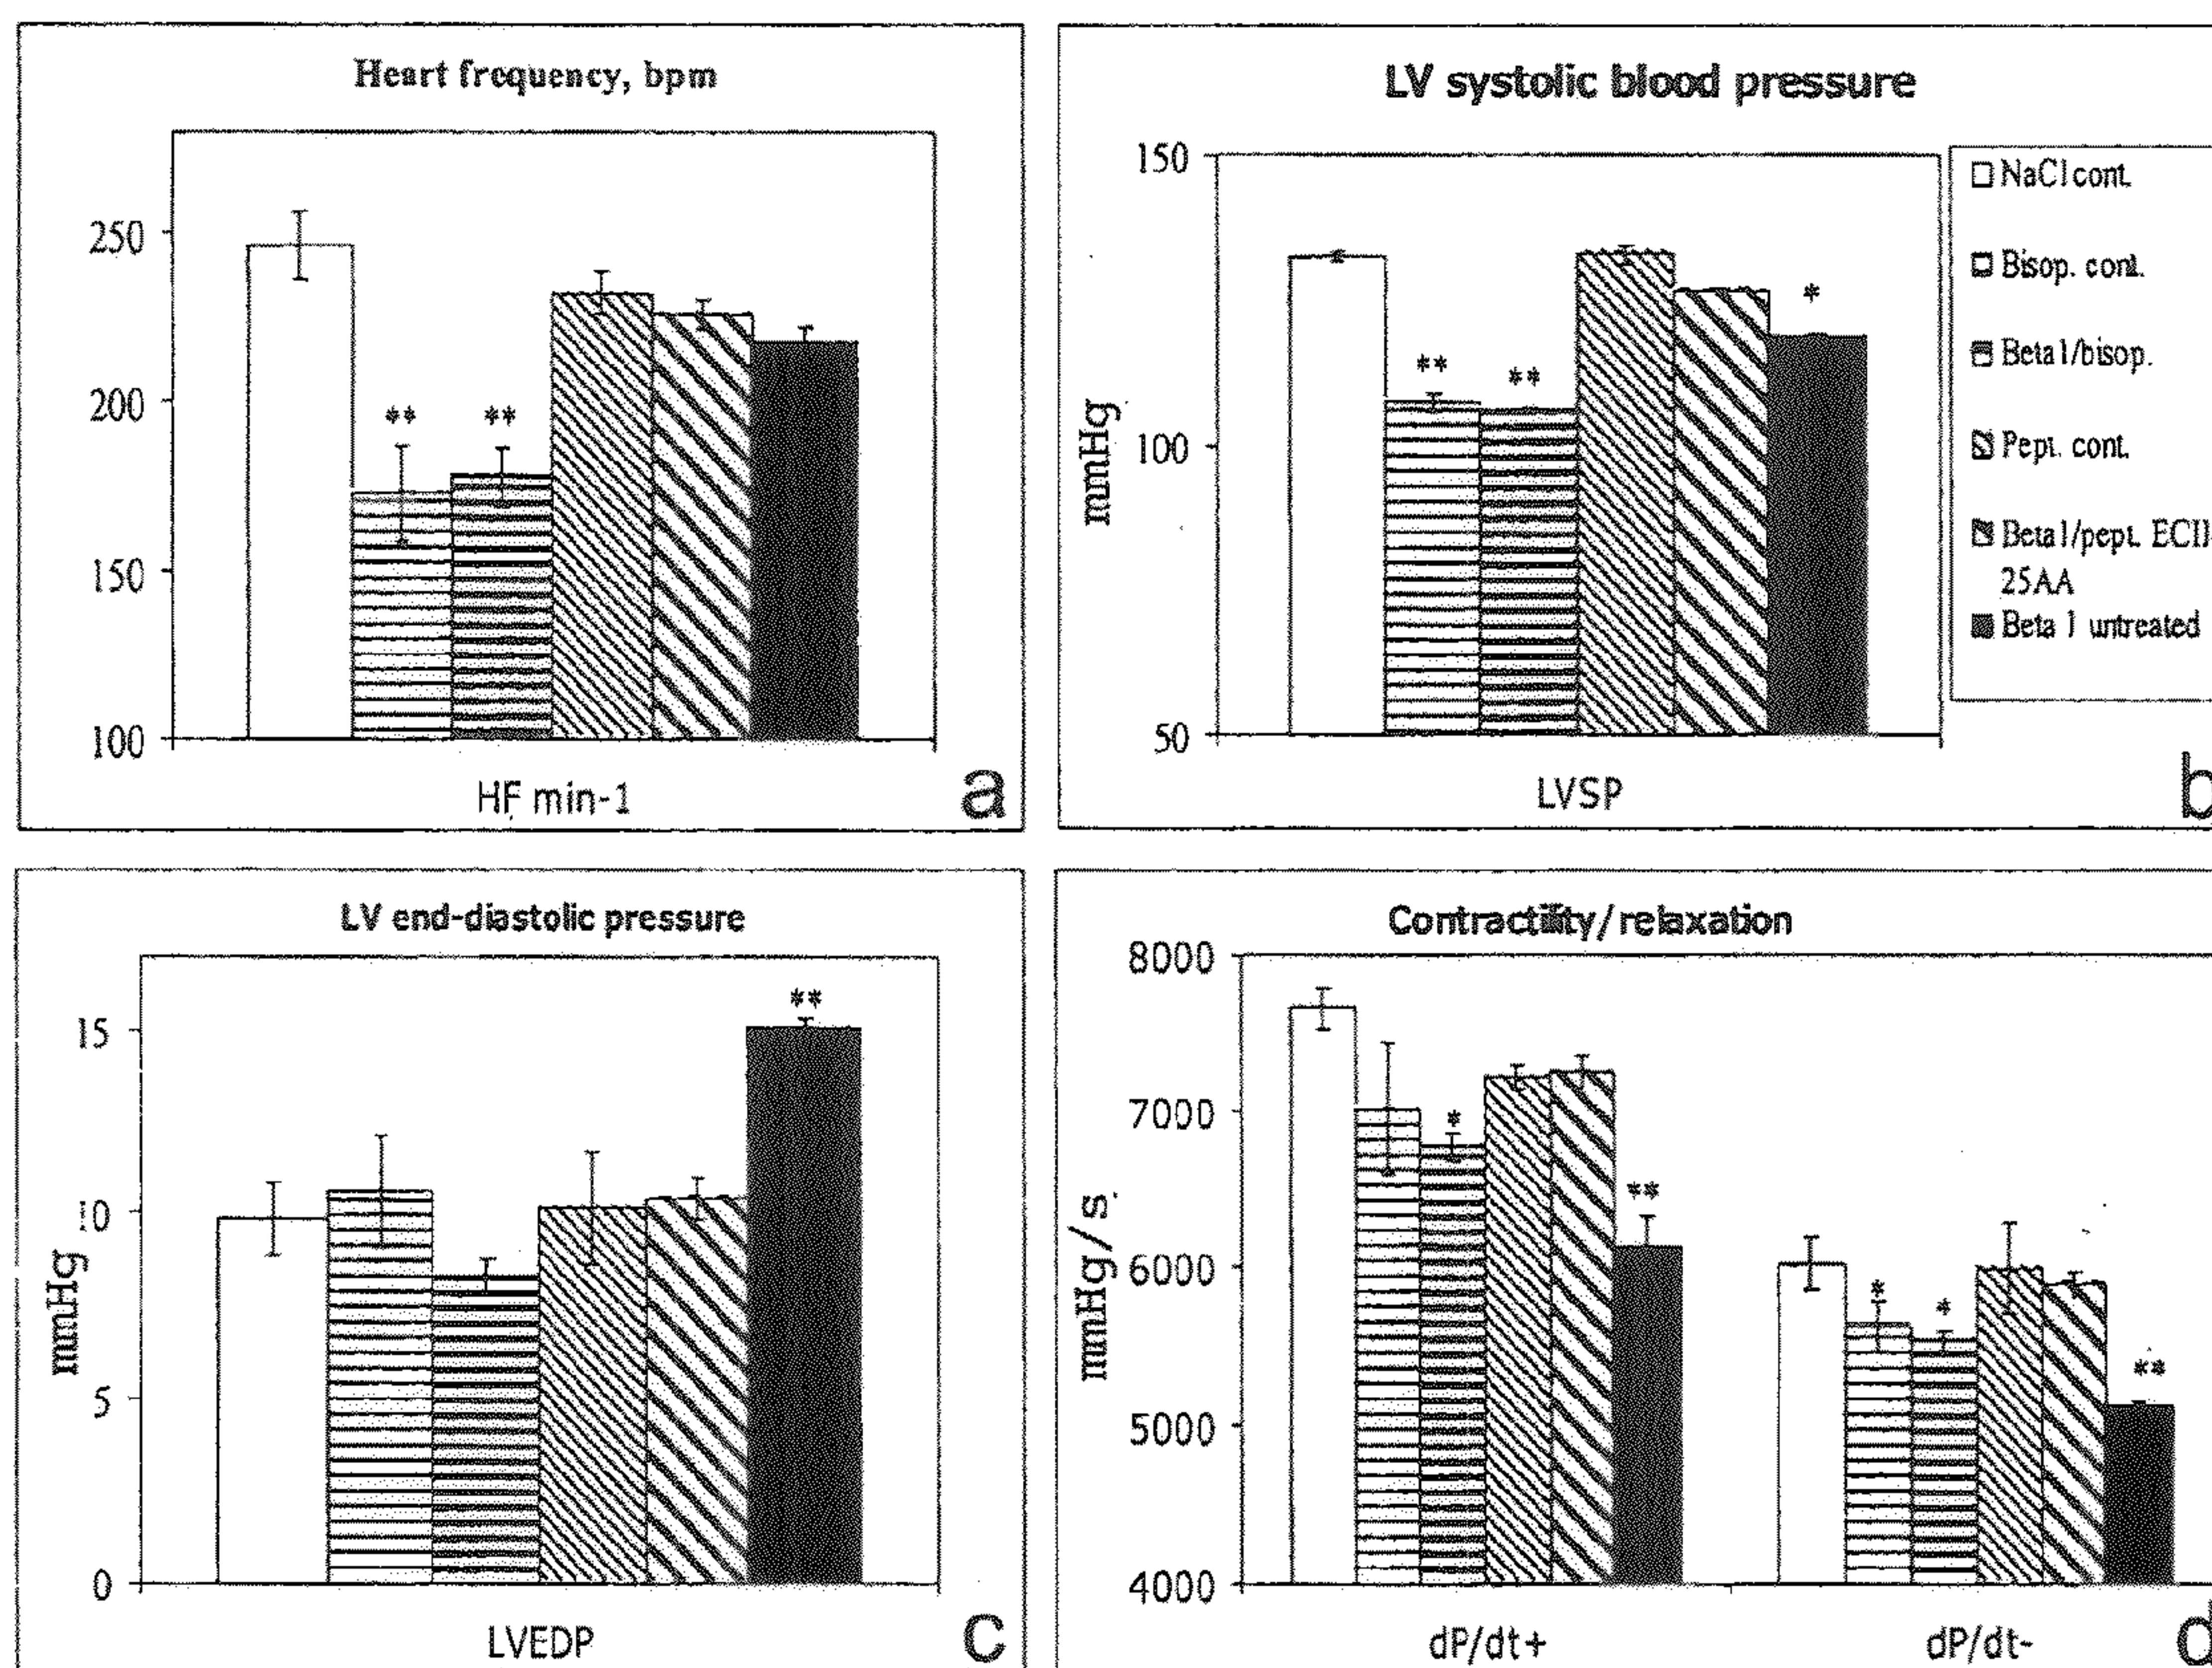 Heart frequency, bpm
250
200
150
100
** **
HF min-1
a
LV systolic blood pressure
150
100
50
mmHg
** ** *
LVSP
b
NaCl cont.
Bisop. cont.
Beta1/bisop.
Pept. cont.
Beta1/pept. ECII
25AA
Beta 1 untreated
LV end-diastolic pressure
15
10
5
0
mmHg
**
LVEDP
c
Contractility/relaxation
8000
7000
6000
5000
4000
mmHg/s
* **
* * **
dP/dt+ dP/dt-
d